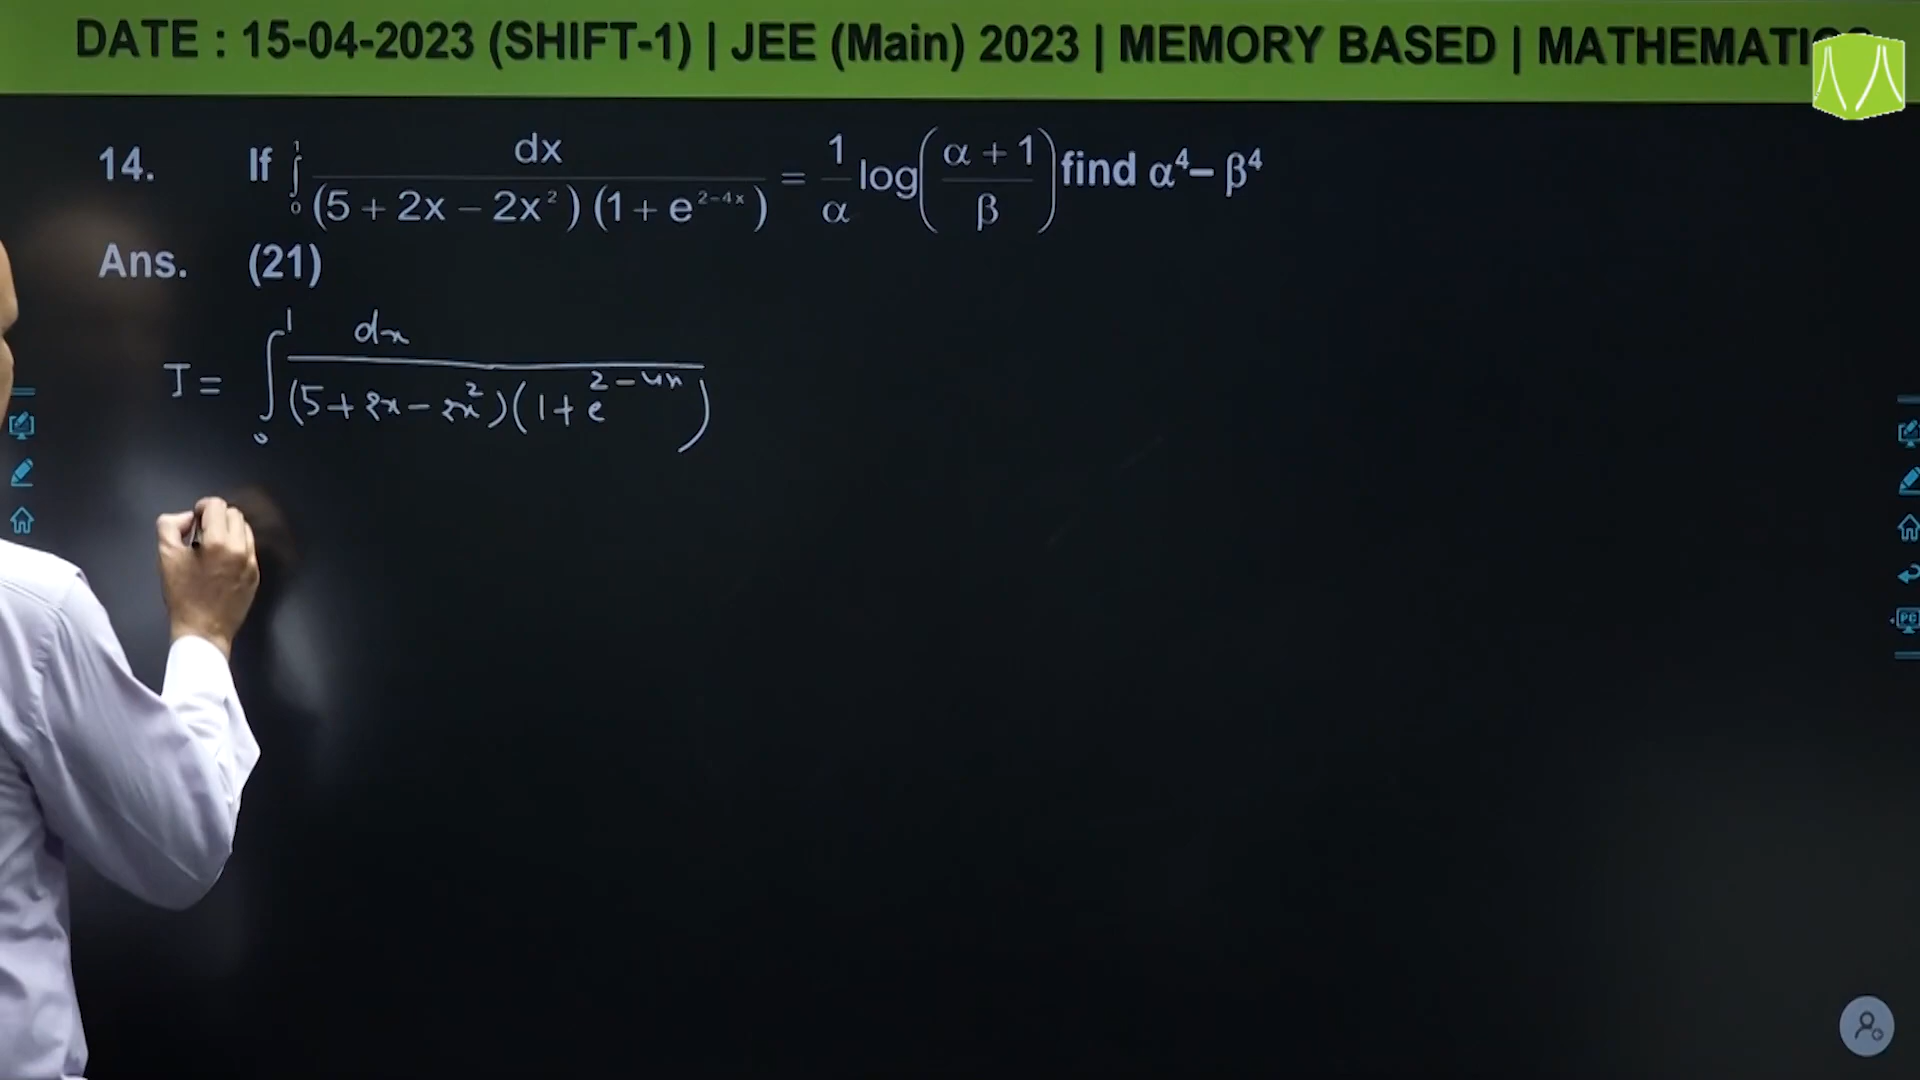 DATE : 15-04-2023 (SHIFT-1) | JEE (Main) 2023 | MEMORY BASED | MATHEMATI
14. If ∫₀¹ dx / (5 + 2x – 2x²)(1 + e^(2–4x)) = 1/α log((α + 1)/β) find α⁴– β⁴
Ans. (21)
I = ∫₀¹ dx / (5+2x-2x²)(1+e^(2-4x))
PC